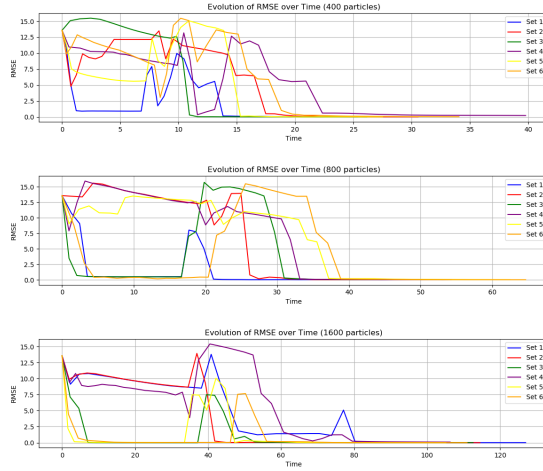 Evolution of RMSE over Time (400 particles)
15.0
12.5
10.0
7.5
5.0
2.5
0.0
RMSE
0 5 10 15 20 25 30 35 40
Time
Set 1
Set 2
Set 3
Set 4
Set 5
Set 6
Evolution of RMSE over Time (800 particles)
15.0
12.5
10.0
7.5
5.0
2.5
0.0
RMSE
0 10 20 30 40 50 60
Time
Set 1
Set 2
Set 3
Set 4
Set 5
Set 6
Evolution of RMSE over Time (1600 particles)
15.0
12.5
10.0
7.5
5.0
2.5
0.0
RMSE
0 20 40 60 80 100 120
Time
Set 1
Set 2
Set 3
Set 4
Set 5
Set 6